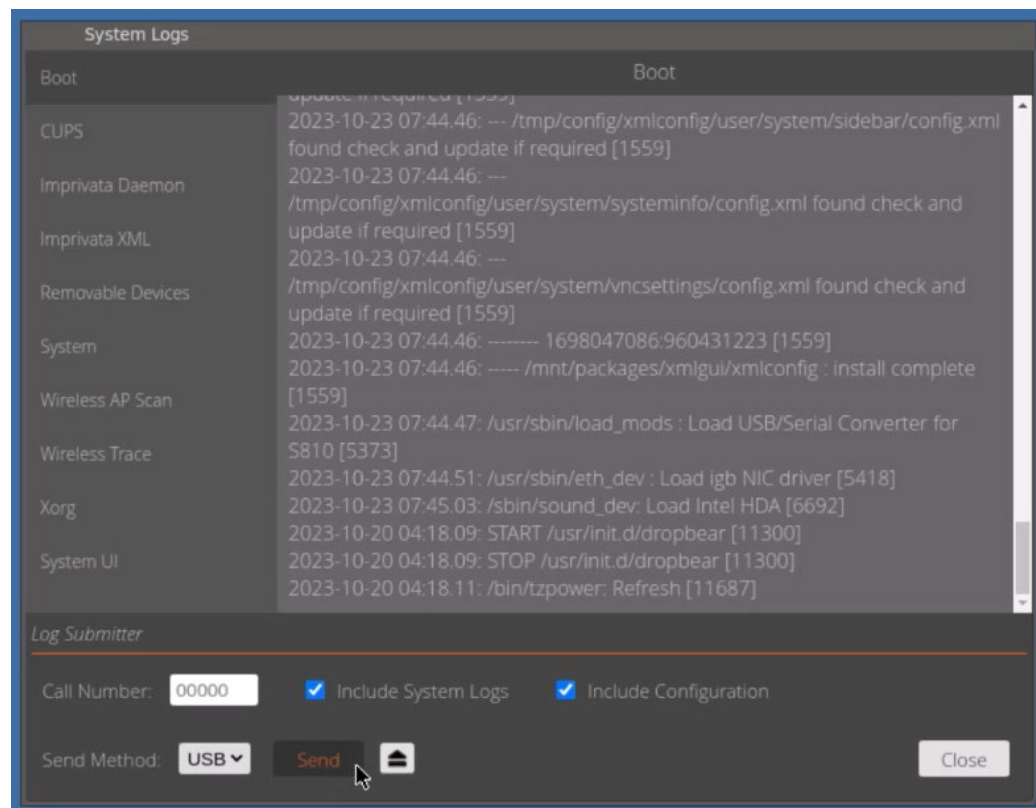 System Logs
Boot
CUPS
Imprivata Daemon
Imprivata XML
Removable Devices
System
Wireless AP Scan
Wireless Trace
Xorg
System UI
Boot
update if required [1559]
2023-10-23 07:44.46: --- /tmp/config/xmlconfig/user/system/sidebar/config.xml
found check and update if required [1559]
2023-10-23 07:44.46: ---
/tmp/config/xmlconfig/user/system/systeminfo/config.xml found check and
update if required [1559]
2023-10-23 07:44.46: ---
/tmp/config/xmlconfig/user/system/vncsettings/config.xml found check and
update if required [1559]
2023-10-23 07:44.46: -------- 1698047086:960431223 [1559]
2023-10-23 07:44.46: ----- /mnt/packages/xmlgui/xmlconfig : install complete
[1559]
2023-10-23 07:44.47: /usr/sbin/load_mods : Load USB/Serial Converter for
S810 [5373]
2023-10-23 07:44.51: /usr/sbin/eth_dev : Load igb NIC driver [5418]
2023-10-23 07:45.03: /sbin/sound_dev: Load Intel HDA [6692]
2023-10-20 04:18.09: START /usr/init.d/dropbear [11300]
2023-10-20 04:18.09: STOP /usr/init.d/dropbear [11300]
2023-10-20 04:18.11: /bin/tzpower: Refresh [11687]
Log Submitter
Call Number: 00000 Include System Logs Include Configuration
Send Method: USB Send Close